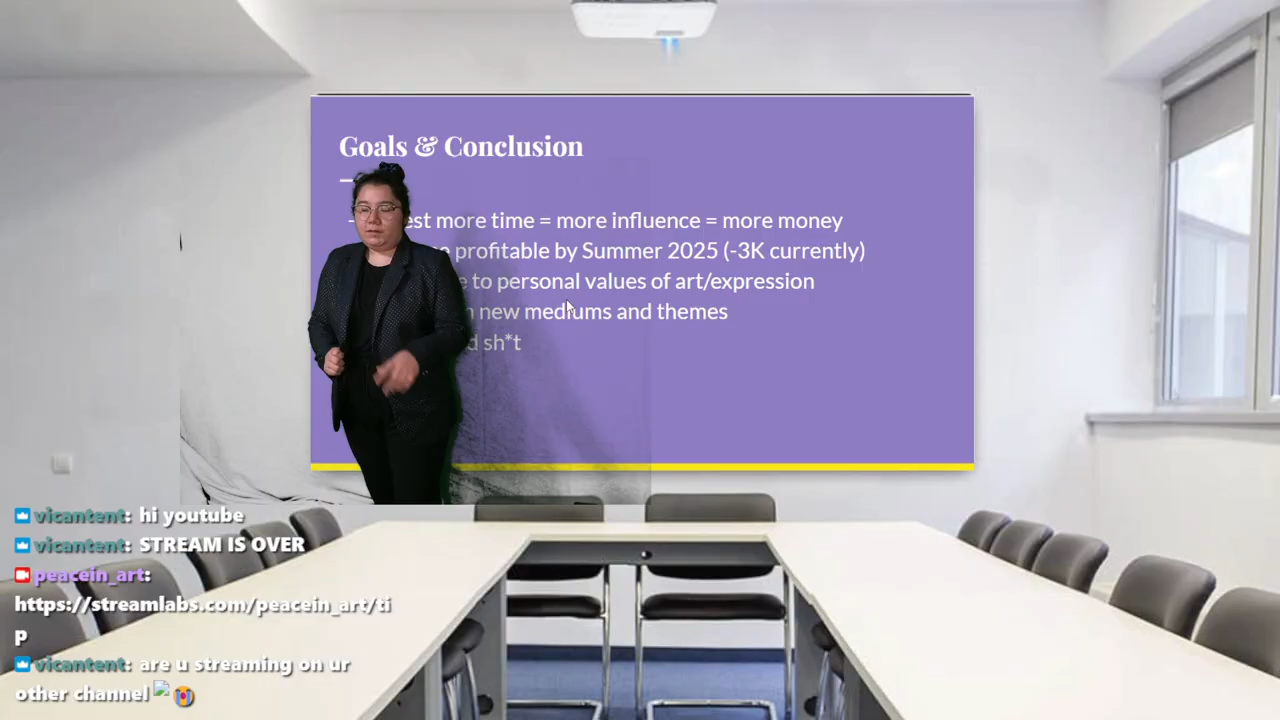 Goals & Conclusion
est more time = more influence = more money
profitable by Summer 2025 (-3K currently)
to personal values of art/expression
new mediums and themes
sh*t
vicantent: hi youtube
vicantent: STREAM IS OVER
peacein_art:
https://streamlabs.com/peacein_art/ti
p
vicantent: are u streaming on ur
other channel